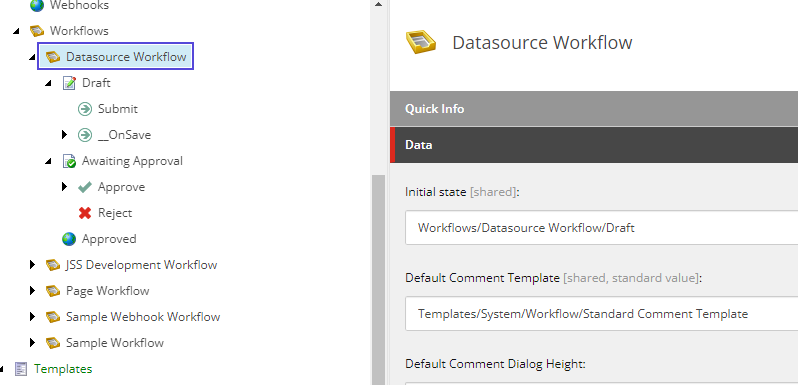 Webhooks
Workflows
Datasource Workflow
Draft
Submit
__OnSave
Awaiting Approval
Approve
Reject
Approved
JSS Development Workflow
Page Workflow
Sample Webhook Workflow
Sample Workflow
Templates
Datasource Workflow
Quick Info
Data
Initial state [shared]:
Workflows/Datasource Workflow/Draft
Default Comment Template [shared, standard value]:
Templates/System/Workflow/Standard Comment Template
Default Comment Dialog Height: